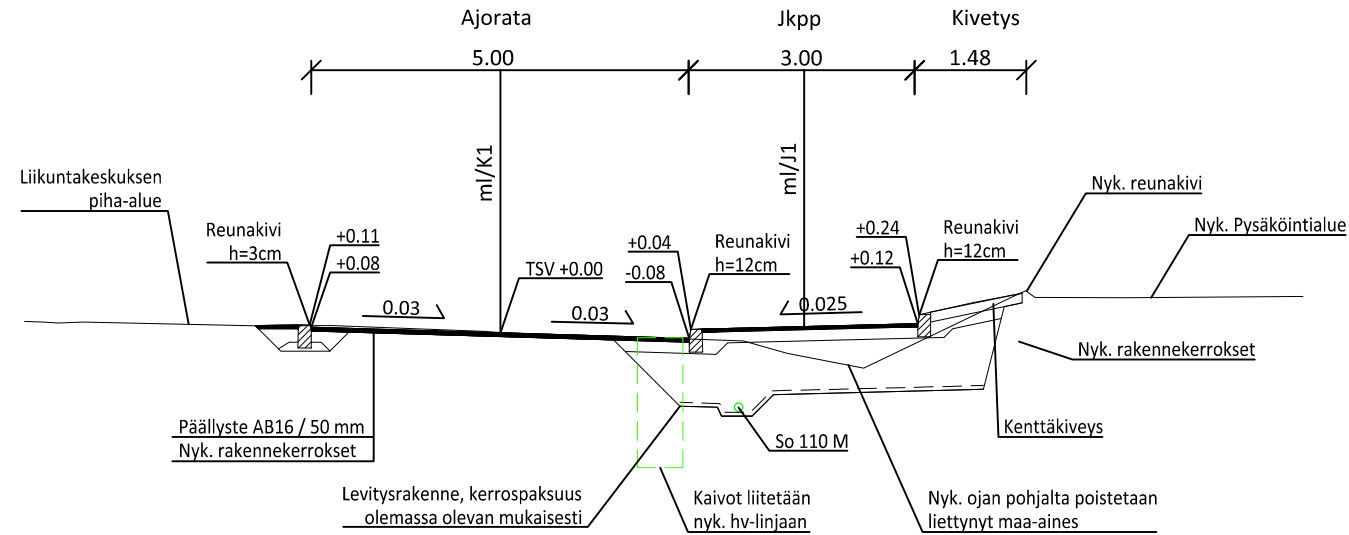 Ajorata
Jkpp
Kivetys
5.00
3.00
1.48
ml/K1
ml/J1
Liikuntakeskuksen
piha-alue
Nyk. reunakivi
Nyk. Pysäköintialue
Reunakivi
h=3cm
+0.11
+0.08
TSV +0.00
+0.04
-0.08
Reunakivi
h=12cm
+0.24
+0.12
Reunakivi
h=12cm
0.03
0.03
0.025
Nyk. rakennekerrokset
Päällyste AB16 / 50 mm
Nyk. rakennekerrokset
Kenttäkiveys
So 110 M
Levitysrakenne, kerrospaksuus
olemassa olevan mukaisesti
Kaivot liitetään
nyk. hv-linjaan
Nyk. ojan pohjalta poistetaan
liettynyt maa-aines